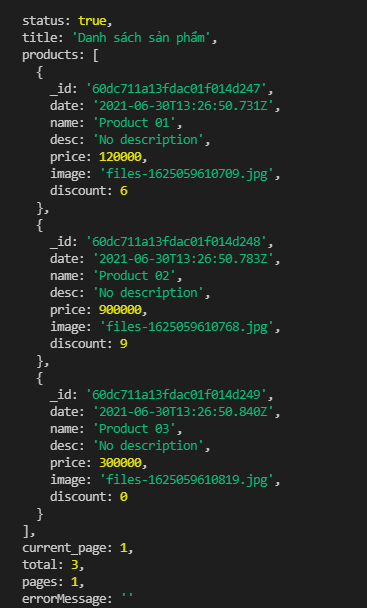 status: true,
title: 'Danh sách sản phẩm',
products: [
{
_id: '60dc711a13fdac01f014d247',
date: '2021-06-30T13:26:50.731Z',
name: 'Product 01',
desc: 'No description',
price: 120000,
image: 'files-1625059610709.jpg',
discount: 6
},
{
_id: '60dc711a13fdac01f014d248',
date: '2021-06-30T13:26:50.783Z',
name: 'Product 02',
desc: 'No description',
price: 900000,
image: 'files-1625059610768.jpg',
discount: 9
},
{
_id: '60dc711a13fdac01f014d249',
date: '2021-06-30T13:26:50.840Z',
name: 'Product 03',
desc: 'No description',
price: 300000,
image: 'files-1625059610819.jpg',
discount: 0
}
],
current_page: 1,
total: 3,
pages: 1,
errorMessage: ''